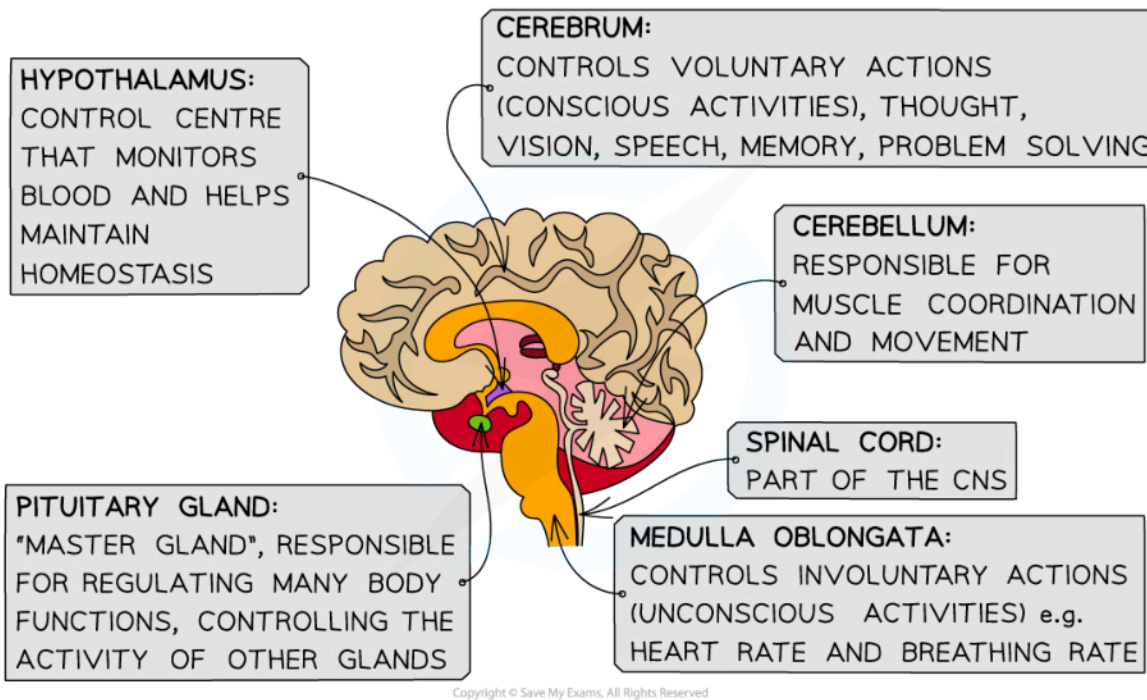 CEREBRUM:
CONTROLS VOLUNTARY ACTIONS
(CONSCIOUS ACTIVITIES), THOUGHT,
VISION, SPEECH, MEMORY, PROBLEM SOLVING
HYPOTHALAMUS:
CONTROL CENTRE
THAT MONITORS
BLOOD AND HELPS
MAINTAIN
HOMEOSTASIS
CEREBELLUM:
RESPONSIBLE FOR
MUSCLE COORDINATION
AND MOVEMENT
SPINAL CORD:
PART OF THE CNS
PITUITARY GLAND:
"MASTER GLAND", RESPONSIBLE
FOR REGULATING MANY BODY
FUNCTIONS, CONTROLLING THE
ACTIVITY OF OTHER GLANDS
MEDULLA OBLONGATA:
CONTROLS INVOLUNTARY ACTIONS
(UNCONSCIOUS ACTIVITIES) e.g.
HEART RATE AND BREATHING RATE
Copyright © Save My Exams. All Rights Reserved